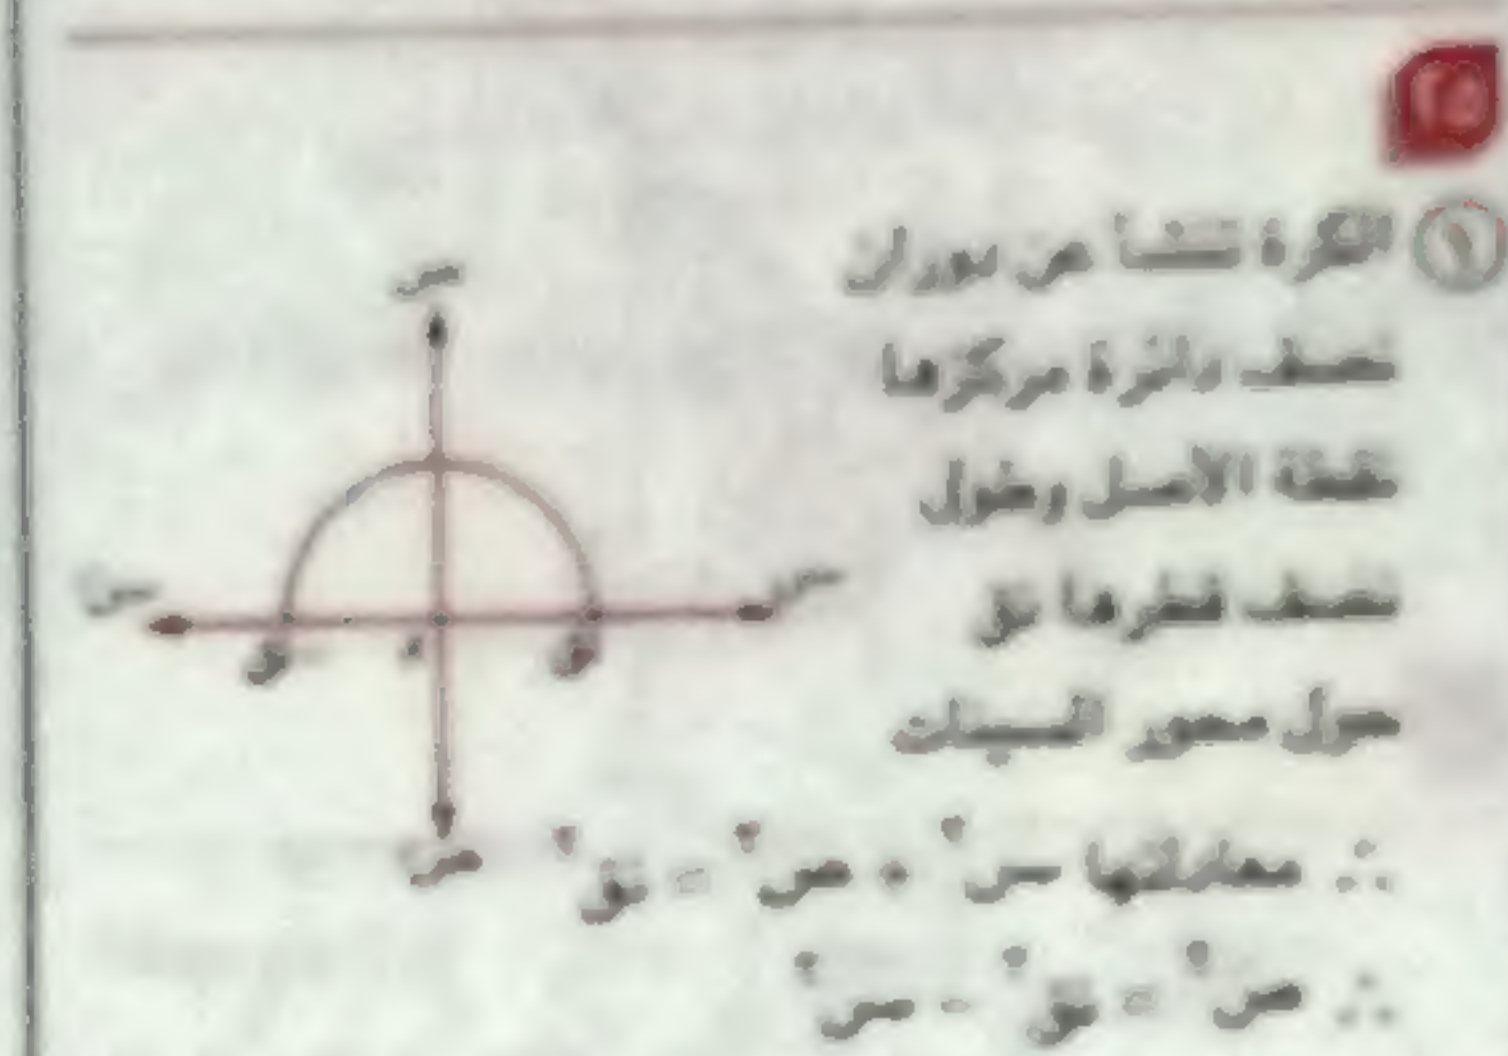 ٢٥
١ الكرة تنشأ من دوران
نصف دائرة مركزها
نقطة الأصل وطول
نصف قطرها نق
حول محور السينات
∴ معادلتها س٢ + ص٢ = نق٢
∴ ص٢ = نق٢ - س٢
ص
س
س
نق
نق
ص